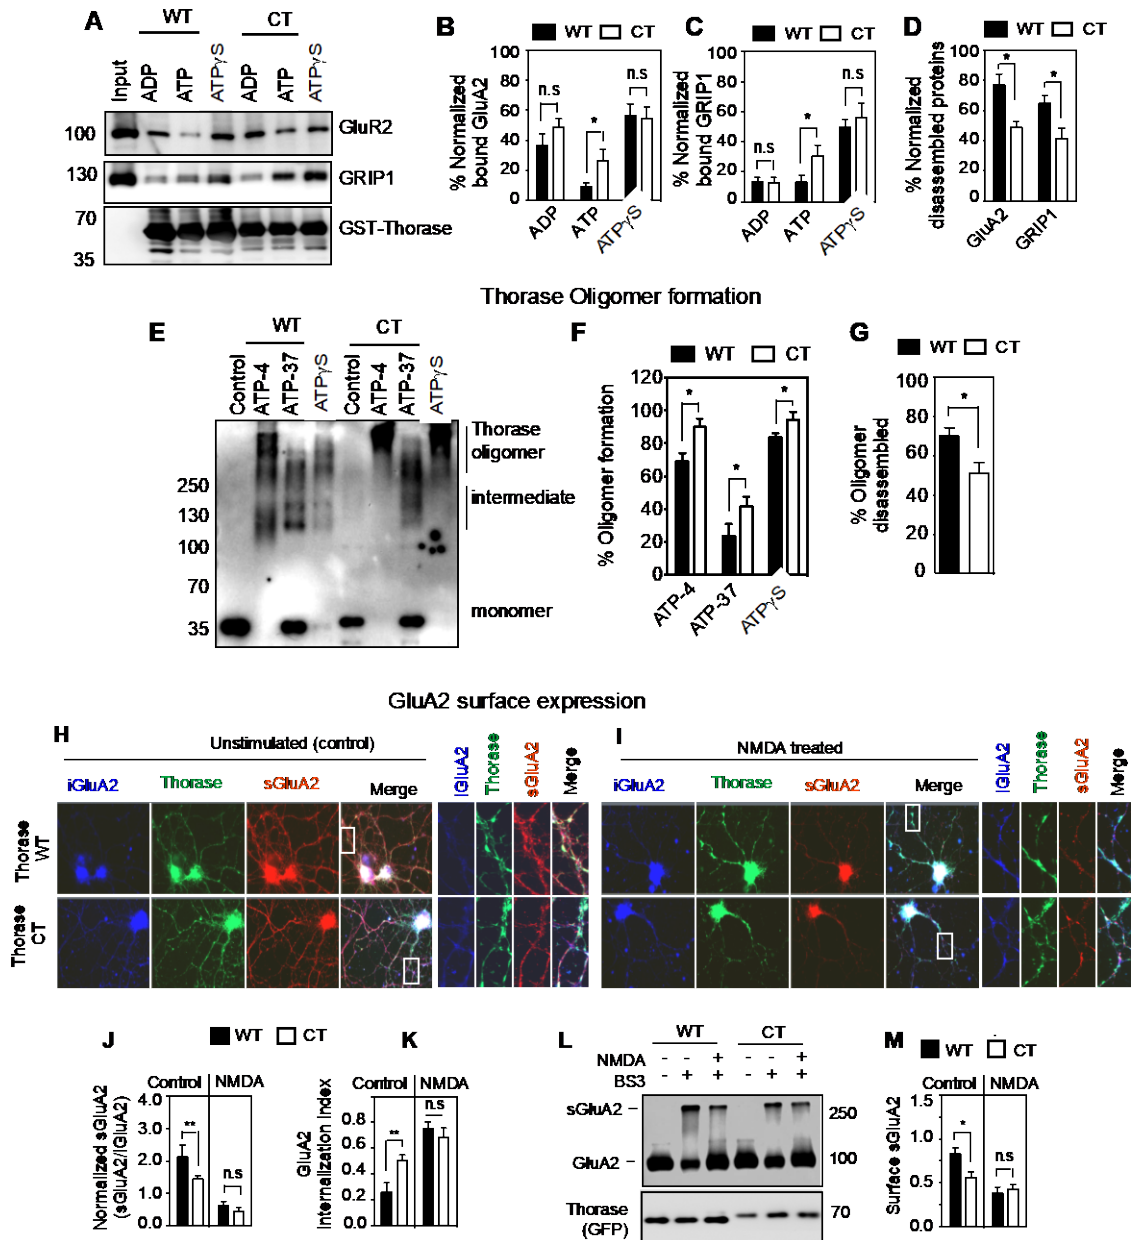 A
WT
CT
Input
ADP
ATP
ATPγS
ADP
ATP
ATPγS
100
GluR2
130
GRIP1
70
GST-Thorase
35
B
WT
CT
% Normalized
bound GluA2
100
80
60
40
20
0
n.s
*
n.s
ADP
ATP
ATPγS
C
WT
CT
% Normalized
bound GRIP1
100
80
60
40
20
0
n.s
*
n.s
ADP
ATP
ATPγS
D
WT
CT
% Normalized
disassembled proteins
100
80
60
40
20
0
*
*
GluA2
GRIP1
Thorase Oligomer formation
E
WT
CT
Control
ATP-4
ATP-37
ATPγS
Control
ATP-4
ATP-37
ATPγS
Thorase
oligomer
250
intermediate
130
100
70
monomer
35
F
WT
CT
% Oligomer formation
120
100
80
60
40
20
0
*
*
*
ATP-4
ATP-37
ATPγS
G
WT
CT
% Oligomer
disassembled
100
80
60
40
20
0
*
GluA2 surface expression
H
Unstimulated (control)
iGluA2
Thorase
sGluA2
Merge
IGluA2
Thorase
sGluA2
Merge
Thorase
WT
Thorase
CT
I
NMDA treated
iGluA2
Thorase
sGluA2
Merge
IGluA2
Thorase
sGluA2
Merge
J
WT
CT
Control
NMDA
Normalized sGluA2
(sGluA2/IGluA2)
4.0
3.0
2.0
1.0
0.0
**
n.s
K
Control
NMDA
GluA2
Internalization Index
0.8
0.6
0.4
0.2
**
n.s
L
WT
CT
NMDA - - + - - +
BS3 - + + - + +
sGluA2
250
GluA2
100
Thorase
(GFP)
70
M
WT
CT
Control
NMDA
Surface sGluA2
1.5
1.0
0.5
0.0
*
n.s